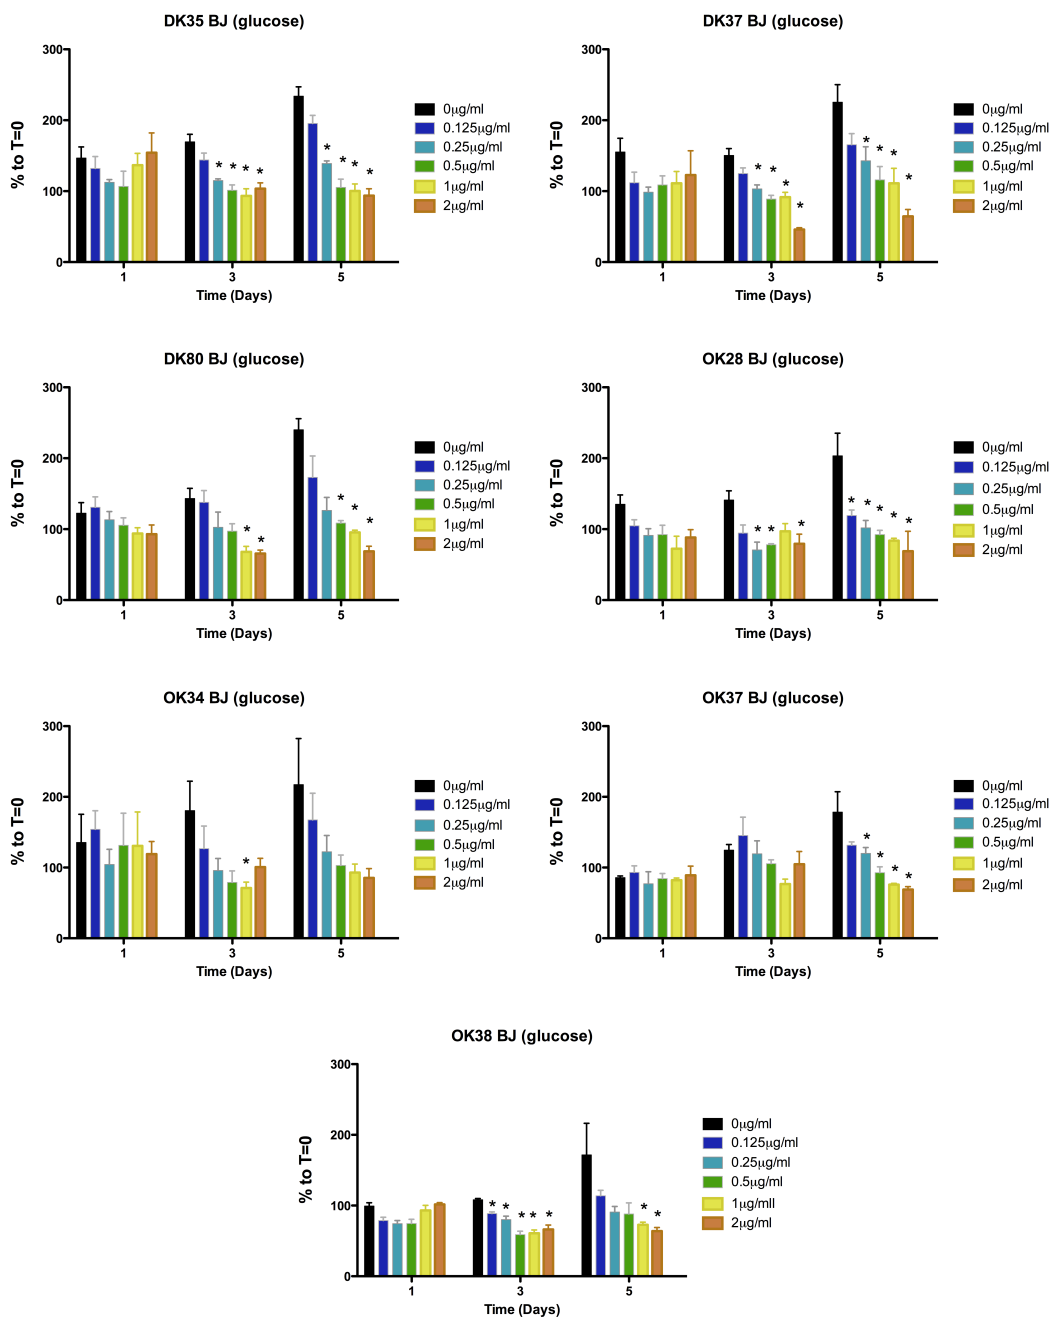 DK35 BJ (glucose)
300
200
100
0
% to T=0
1 3 5
Time (Days)
0µg/ml
0.125µg/ml
0.25µg/ml
0.5µg/ml
1µg/ml
2µg/ml
* * * *
* * * *
DK37 BJ (glucose)
300
200
100
0
% to T=0
1 3 5
Time (Days)
0µg/ml
0.125µg/ml
0.25µg/ml
0.5µg/ml
1µg/ml
2µg/ml
* * * *
* * * *
DK80 BJ (glucose)
300
200
100
0
% to T=0
1 3 5
Time (Days)
0µg/ml
0.125µg/ml
0.25µg/ml
0.5µg/ml
1µg/ml
2µg/ml
* *
* * *
OK28 BJ (glucose)
300
200
100
0
% to T=0
1 3 5
Time (Days)
0µg/ml
0.125µg/ml
0.25µg/ml
0.5µg/ml
1µg/ml
2µg/ml
* * *
* * * * *
OK34 BJ (glucose)
300
200
100
0
% to T=0
1 3 5
Time (Days)
0µg/ml
0.125µg/ml
0.25µg/ml
0.5µg/ml
1µg/ml
2µg/ml
*
OK37 BJ (glucose)
300
200
100
0
% to T=0
1 3 5
Time (Days)
0µg/ml
0.125µg/ml
0.25µg/ml
0.5µg/ml
1µg/ml
2µg/ml
* * * *
OK38 BJ (glucose)
300
200
100
0
% to T=0
1 3 5
Time (Days)
0µg/ml
0.125µg/ml
0.25µg/ml
0.5µg/ml
1µg/mll
2µg/ml
* * * * *
* *